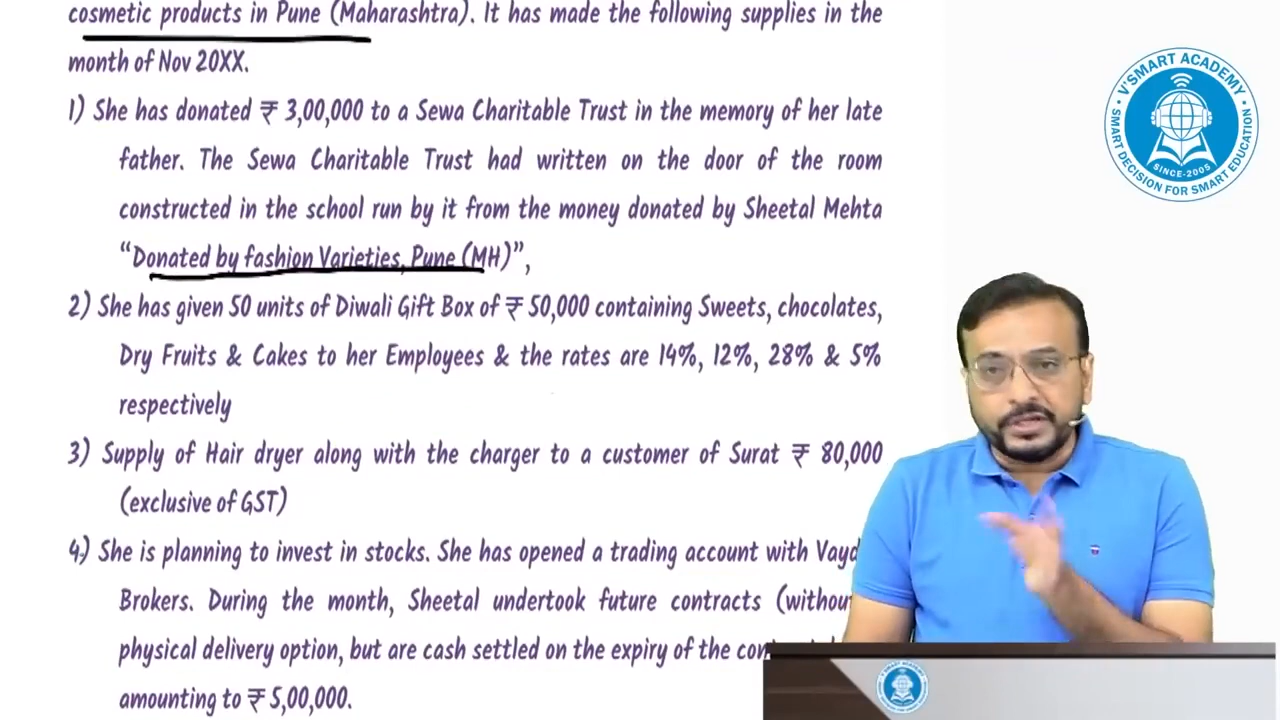 cosmetic products in Pune (Maharashtra). It has made the following supplies in the
month of Nov 20XX.
1) She has donated ₹ 3,00,000 to a Sewa Charitable Trust in the memory of her late
father. The Sewa Charitable Trust had written on the door of the room
constructed in the school run by it from the money donated by Sheetal Mehta
“Donated by fashion Varieties, Pune (MH)”,
2) She has given 50 units of Diwali Gift Box of ₹ 50,000 containing Sweets, chocolates,
Dry Fruits & Cakes to her Employees & the rates are 14%, 12%, 28% & 5%
respectively
3) Supply of Hair dryer along with the charger to a customer of Surat ₹ 80,000
(exclusive of GST)
4) She is planning to invest in stocks. She has opened a trading account with
Brokers. During the month, Sheetal undertook future contracts
physical delivery option, but are cash settled on the expiry of the
amounting to ₹ 5,00,000.
V'SMART ACADEMY
SINCE-2005
SMART DECISION FOR SMART EDUCATION